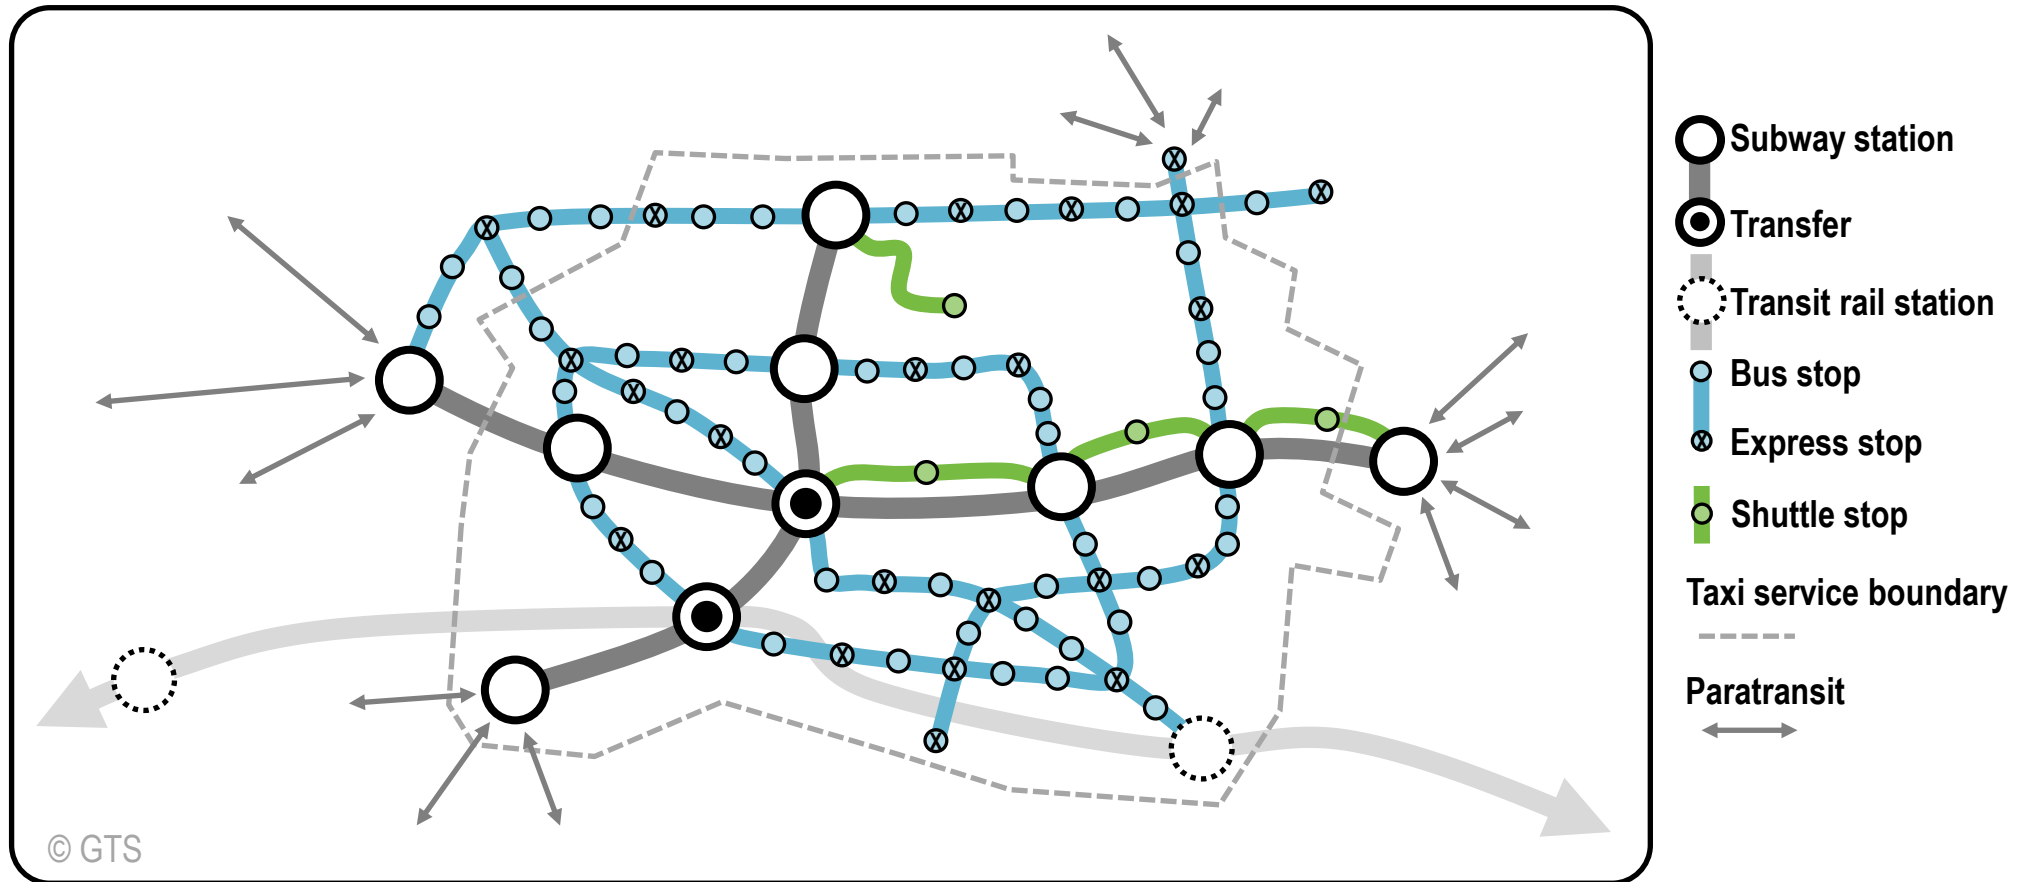 Subway station
Transfer
Transit rail station
Bus stop
Express stop
Shuttle stop
Taxi service boundary
Paratransit
© GTS